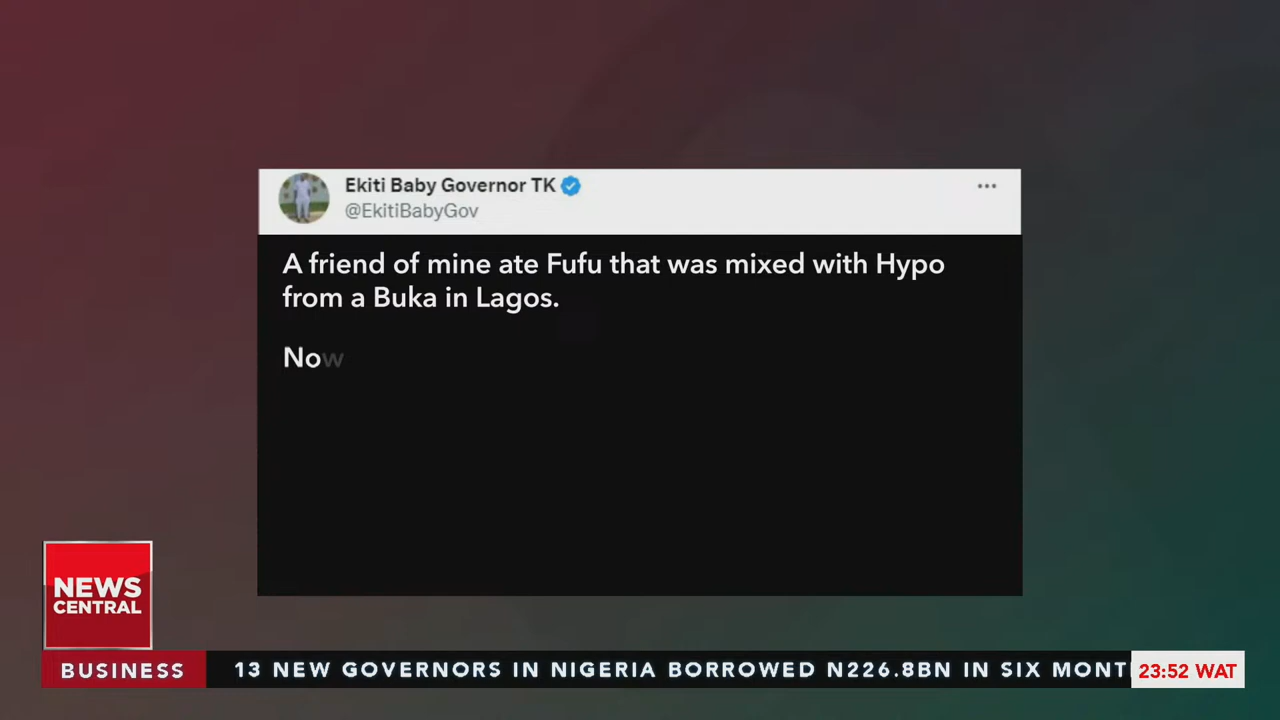 Ekiti Baby Governor TK
@EkitiBabyGov
A friend of mine ate Fufu that was mixed with Hypo
from a Buka in Lagos.
Now
NEWS
CENTRAL
BUSINESS 13 NEW GOVERNORS IN NIGERIA BORROWED N226.8BN IN SIX MONT 23:52 WAT